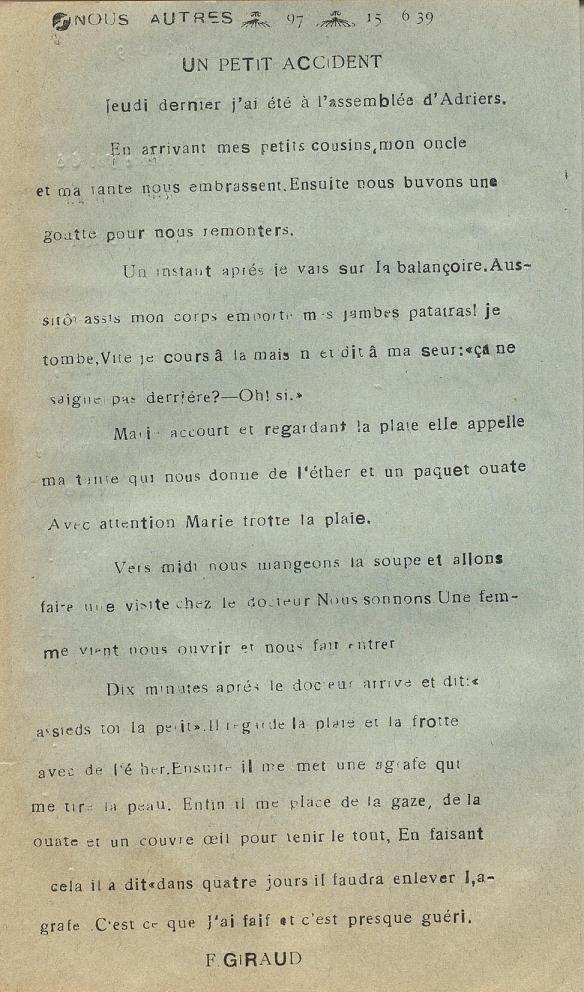 NOUS AUTRES 97 15 6 39
UN PETIT ACCIDENT
Jeudi dernier j'ai été à l'assemblée d'Adriers.
En arrivant mes petits cousins,mon oncle
et ma tante nous embrassent.Ensuite nous buvons une
goutte pour nous remonters.
Un instant aprés je vais sur la balançoire.Aus-
sitôt assis mon corps emporte mes jambes patatras! je
tombe.Vite je cours â la maison et dit â ma seur:«ça ne
saigne pas derriére?—Oh! si.»
Marie accourt et regardant la plaie elle appelle
ma tante qui nous donne de l'éther et un paquet ouate
Avec attention Marie trotte la plaie.
Vers midi nous mangeons la soupe et allons
faire une visite chez le docteur Nous sonnons Une fem-
me vient nous ouvrir et nous fait entrer
Dix minutes aprés le docteur arrive et dit:«
assieds toi la petit».Il regarde la plaie et la frotte
avec de l'éther.Ensuite il me met une agrafe qui
me tire la peau. Enfin il me place de la gaze, de la
ouate et un couvre œil pour tenir le tout, En faisant
cela il a dit«dans quatre jours il faudra enlever l,a-
grafe .C'est ce que j'ai faif et c'est presque guéri.
F.GIRAUD